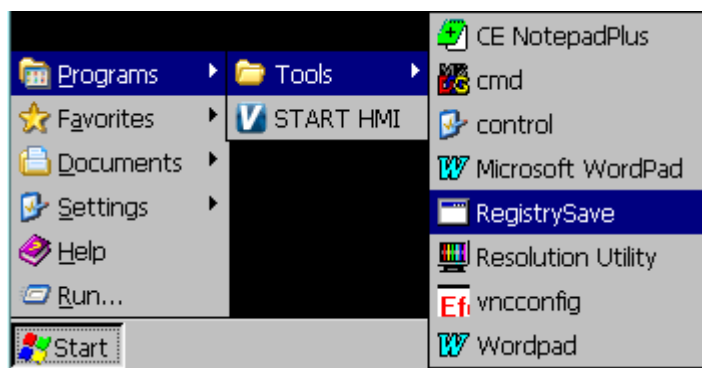 Programs
Favorites
Documents
Settings
Help
Run...
Start
Tools
START HMI
CE NotepadPlus
cmd
control
Microsoft WordPad
RegistrySave
Resolution Utility
vncconfig
Wordpad